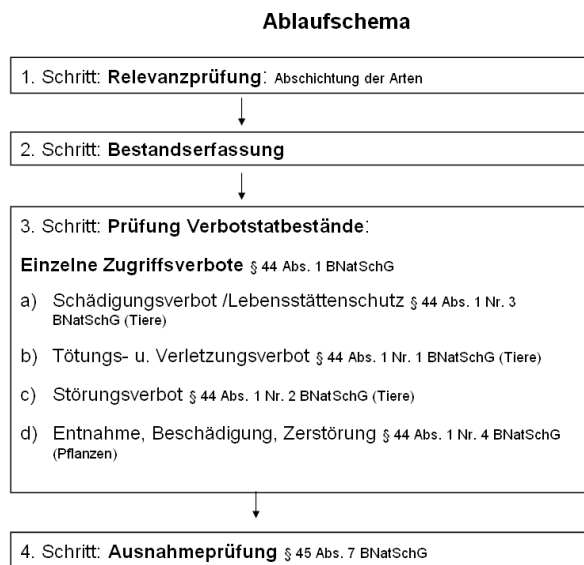 Ablaufschema
1. Schritt: Relevanzprüfung: Abschichtung der Arten
2. Schritt: Bestandserfassung
3. Schritt: Prüfung Verbotstatbestände:
Einzelne Zugriffsverbote § 44 Abs. 1 BNatSchG
a) Schädigungsverbot /Lebensstättenschutz § 44 Abs. 1 Nr. 3
BNatSchG (Tiere)
b) Tötungs- u. Verletzungsverbot § 44 Abs. 1 Nr. 1 BNatSchG (Tiere)
c) Störungsverbot § 44 Abs. 1 Nr. 2 BNatSchG (Tiere)
d) Entnahme, Beschädigung, Zerstörung § 44 Abs. 1 Nr. 4 BNatSchG
(Pflanzen)
4. Schritt: Ausnahmeprüfung § 45 Abs. 7 BNatSchG